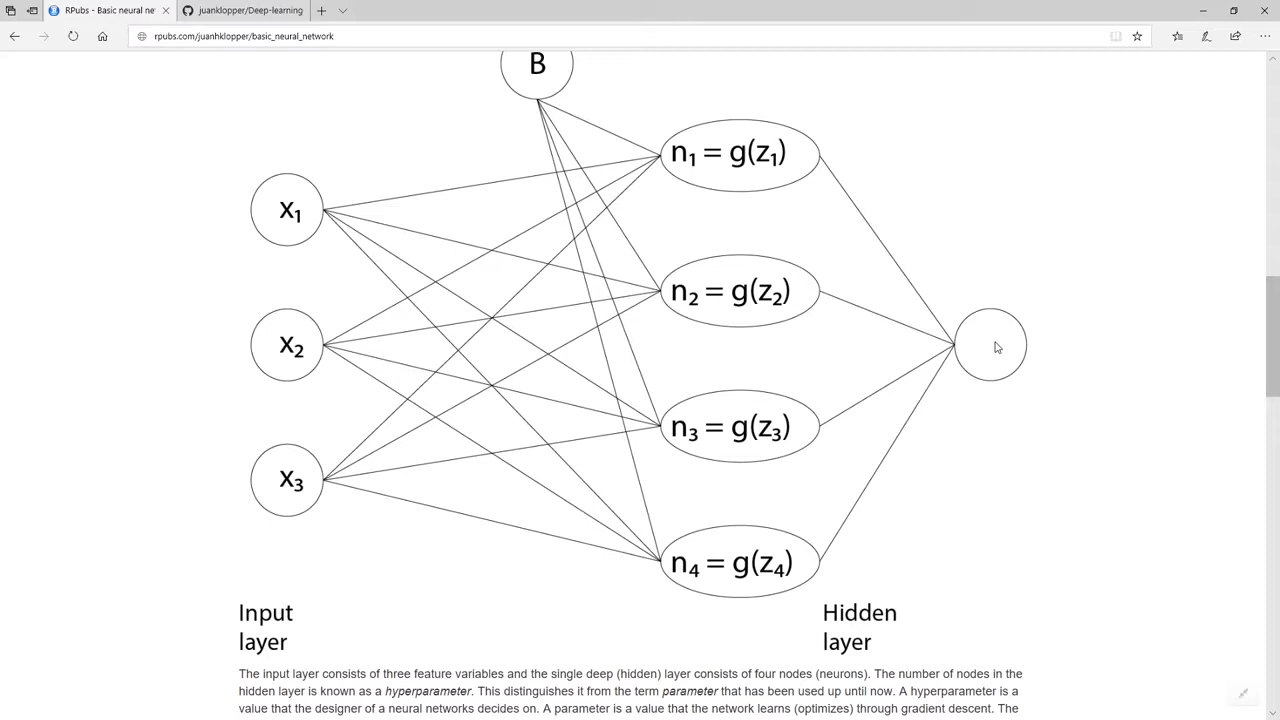 RPubs - Basic neural ne
juanklopper/Deep-learning
rpubs.com/juanhklopper/basic_neural_network
B
n₁ = g(z₁)
x₁
n₂ = g(z₂)
x₂
n₃ = g(z₃)
x₃
n₄ = g(z₄)
Input
layer
Hidden
layer
The input layer consists of three feature variables and the single deep (hidden) layer consists of four nodes (neurons). The number of nodes in the
hidden layer is known as a hyperparameter. This distinguishes it from the term parameter that has been used up until now. A hyperparameter is a
value that the designer of a neural networks decides on. A parameter is a value that the network learns (optimizes) through gradient descent. The